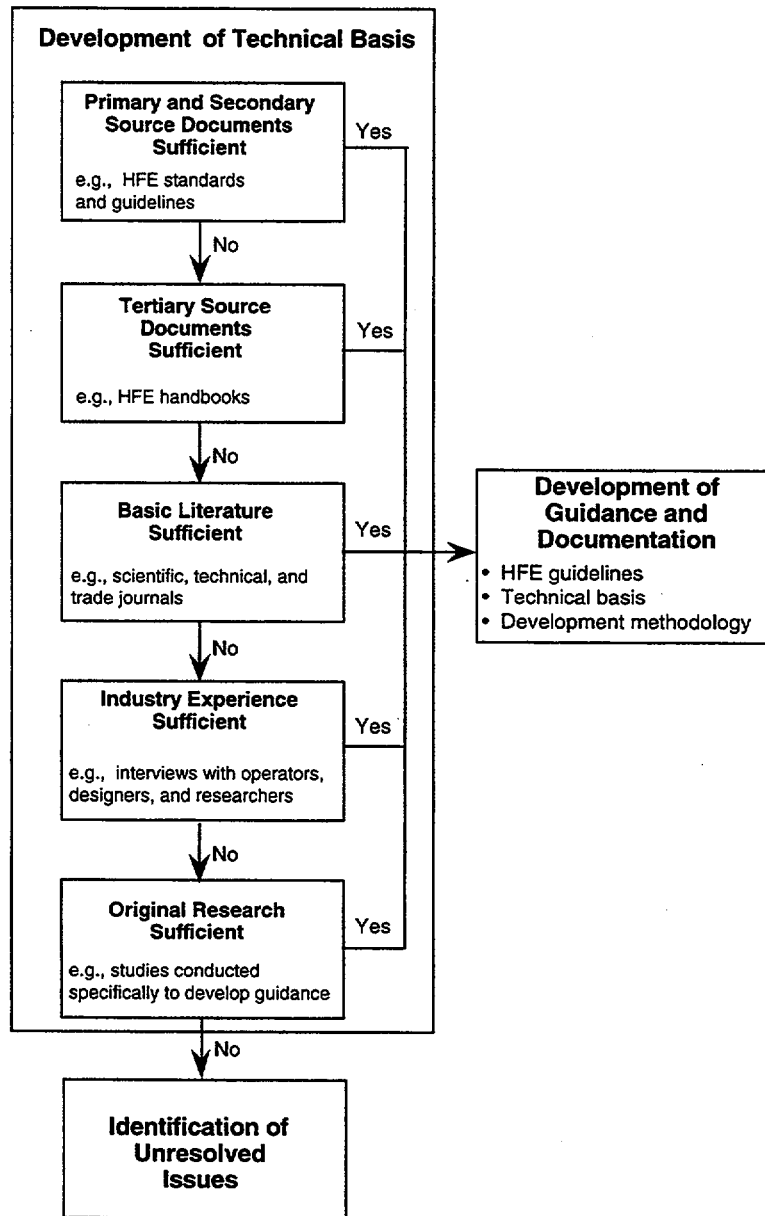 Development of Technical Basis
Primary and Secondary
Source Documents
Sufficient
e.g., HFE standards
and guidelines
Yes
No
Tertiary Source
Documents
Sufficient
e.g., HFE handbooks
Yes
No
Basic Literature
Sufficient
e.g., scientific, technical, and
trade journals
Yes
No
Industry Experience
Sufficient
e.g., interviews with operators,
designers, and researchers
Yes
No
Original Research
Sufficient
e.g., studies conducted
specifically to develop guidance
Yes
No
Identification of
Unresolved
Issues
Development of
Guidance and
Documentation
• HFE guidelines
• Technical basis
• Development methodology